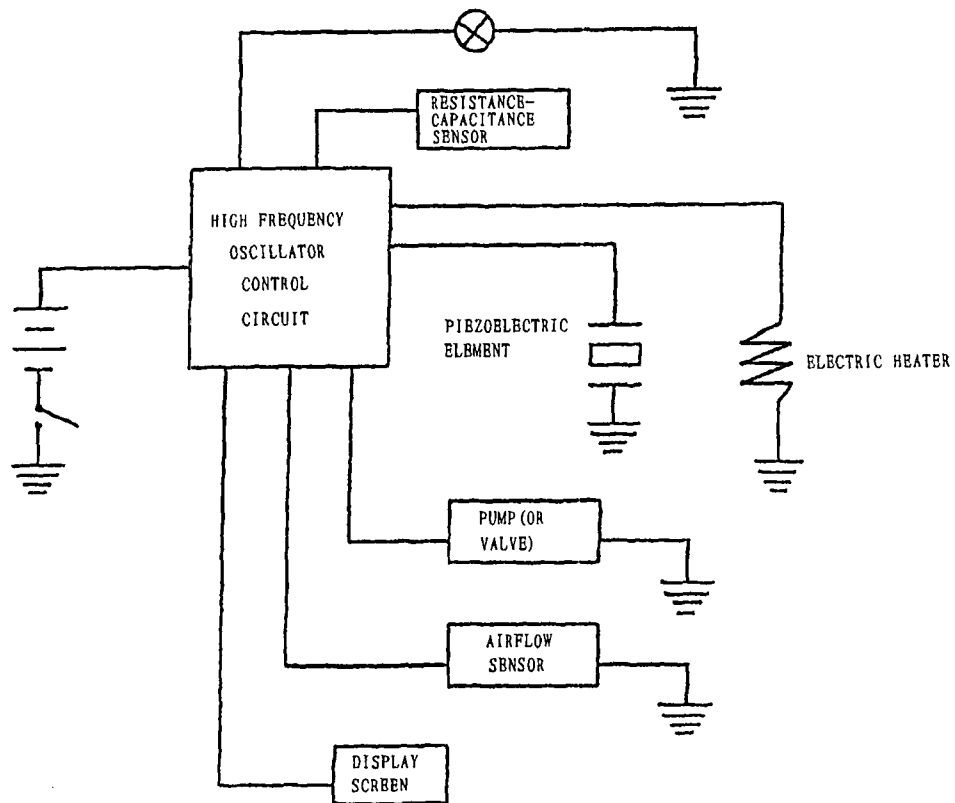 RESISTANCE-
CAPACITANCE
SENSOR
HIGH FREQUENCY
OSCILLATOR
CONTROL
CIRCUIT
PIEZOELECTRIC
ELEMENT
ELECTRIC HEATER
PUMP(OR
VALVE)
AIRFLOW
SENSOR
DISPLAY
SCREEN